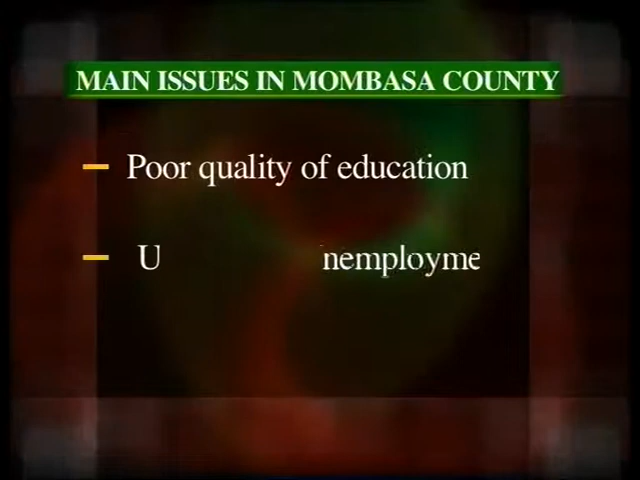 MAIN ISSUES IN MOMBASA COUNTY
– Poor quality of education
– U nemployme